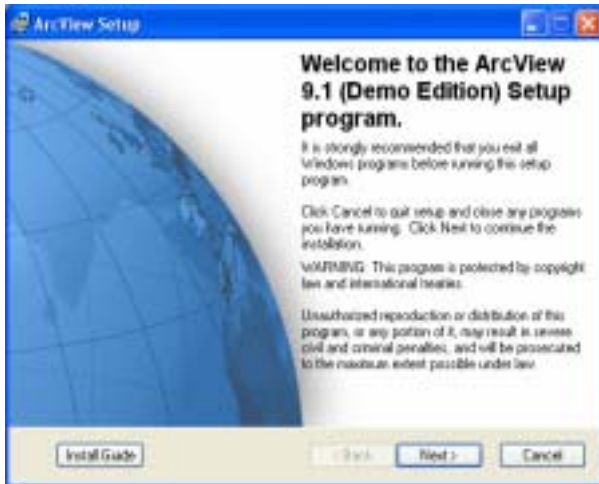 ArcView Setup
Welcome to the ArcView
9.1 (Demo Edition) Setup
program.
It is strongly recommended that you exit all
Windows programs before running this setup
program.
Click Cancel to quit setup and close any programs
you have running. Click Next to continue the
installation.
WARNING: This program is protected by copyright
law and international treaties.
Unauthorized reproduction or distribution of this
program, or any portion of it, may result in severe
civil and criminal penalties, and will be prosecuted
to the maximum extent possible under law.
Install Guide
< Back
Next >
Cancel